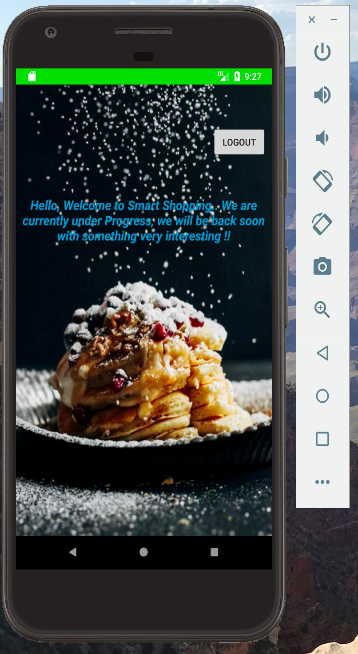 9:27
LOGOUT
Hello, Welcome to Smart Shopping.. We are
currently under Progress, we will be back soon
with something very interesting !!